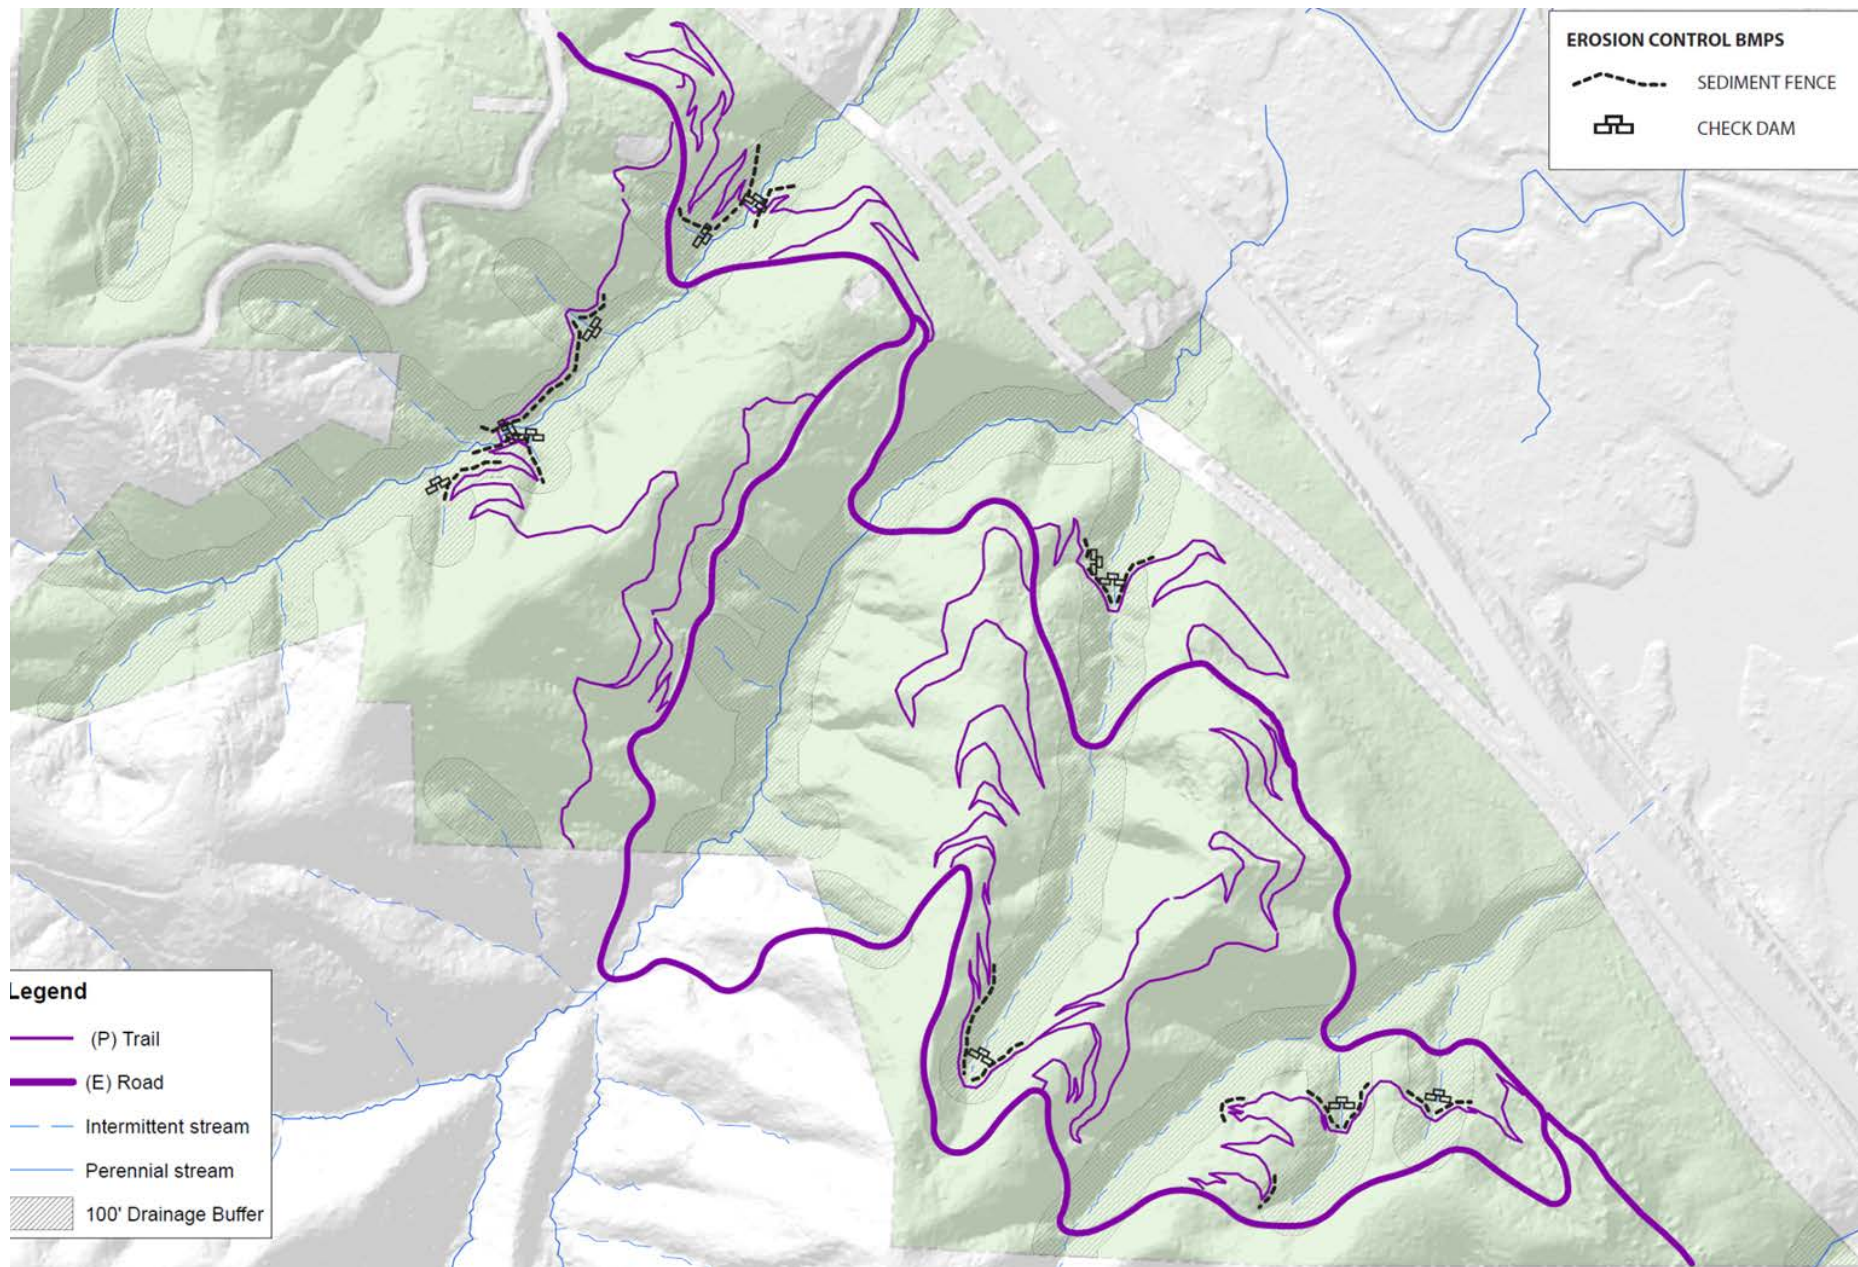 EROSION CONTROL BMPS
SEDIMENT FENCE
CHECK DAM
Legend
(P) Trail
(E) Road
Intermittent stream
Perennial stream
100' Drainage Buffer